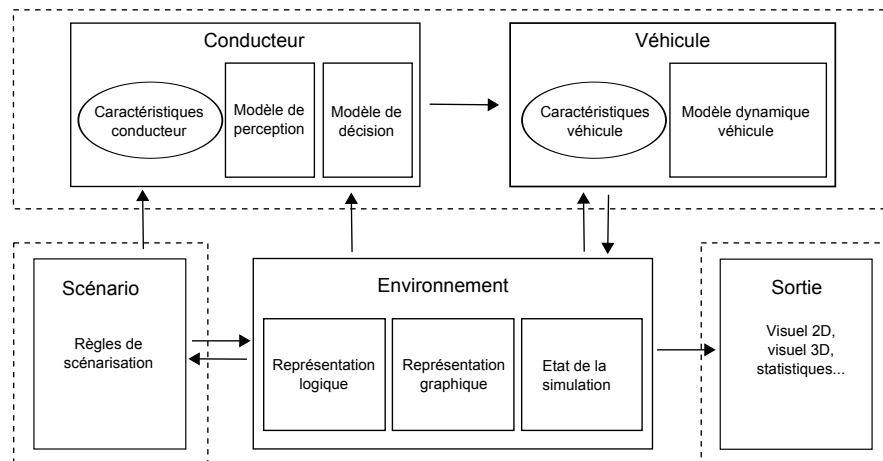 Conducteur
Caractéristiques
conducteur
Modèle de
perception
Modèle de
décision
Véhicule
Caractéristiques
véhicule
Modèle dynamique
véhicule
Scénario
Règles de
scénarisation
Environnement
Représentation
logique
Représentation
graphique
Etat de la
simulation
Sortie
Visuel 2D,
visuel 3D,
statistiques...